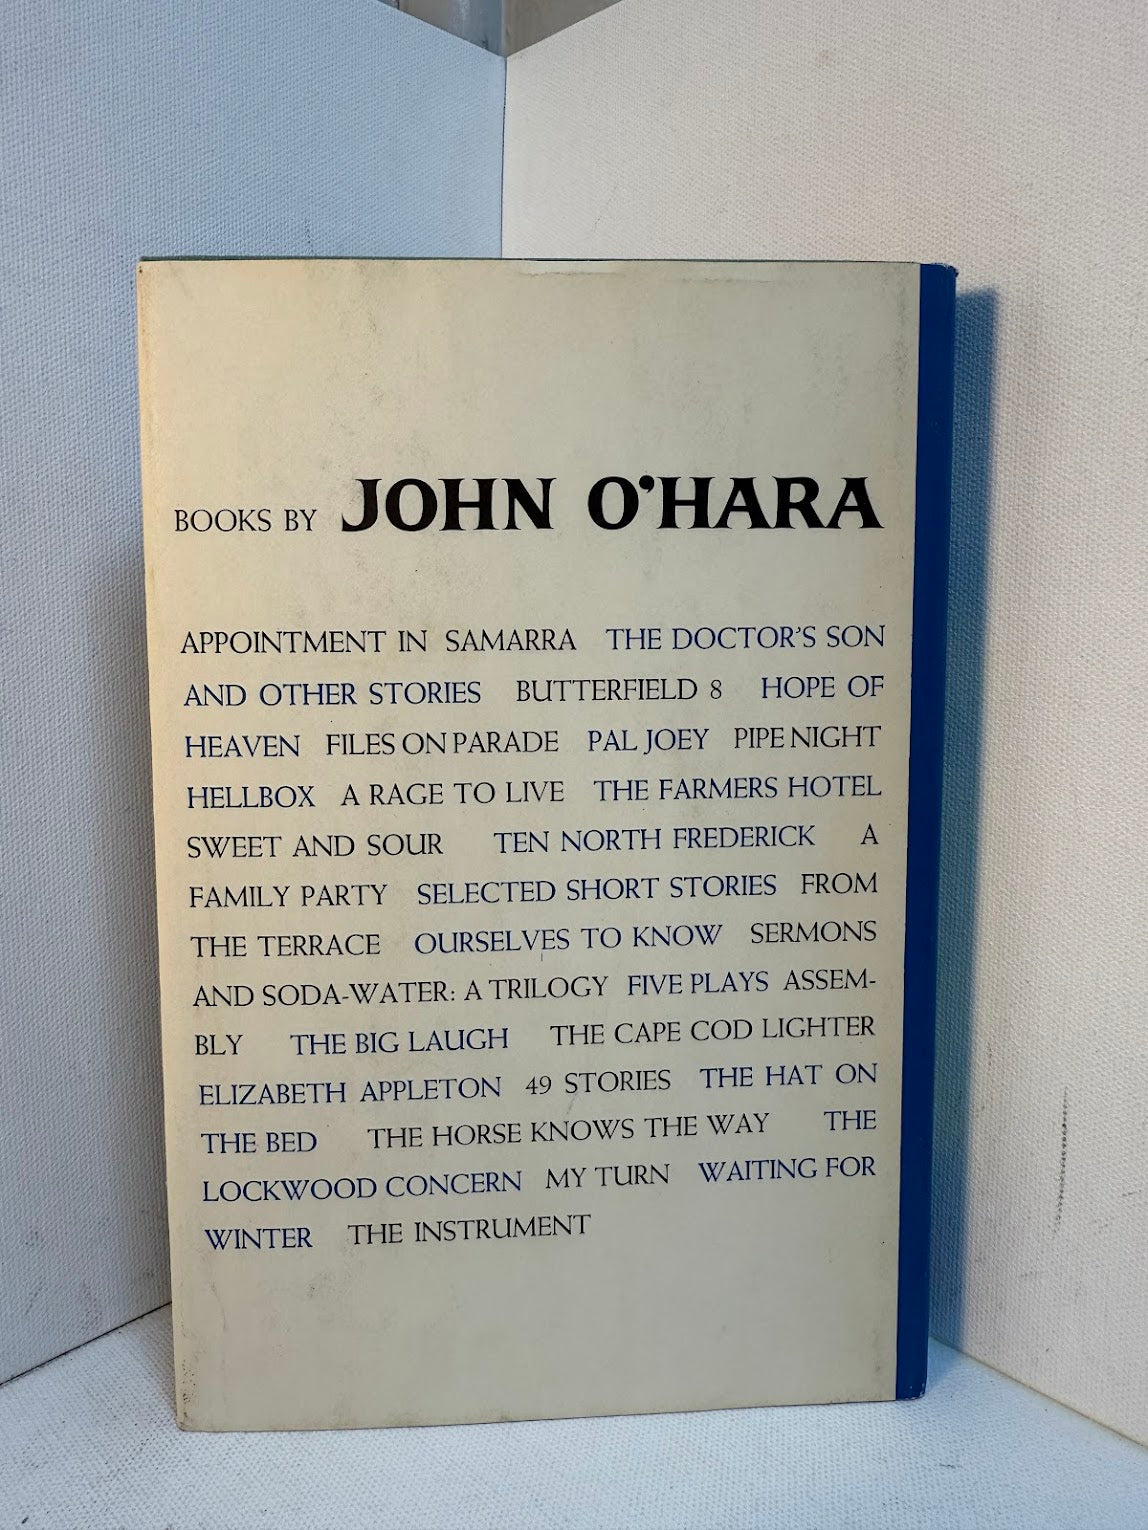 BOOKS BY JOHN O'HARA
APPOINTMENT IN SAMARRA THE DOCTOR'S SON
AND OTHER STORIES BUTTERFIELD 8 HOPE OF
HEAVEN FILES ON PARADE PAL JOEY PIPE NIGHT
HELLBOX A RAGE TO LIVE THE FARMERS HOTEL
SWEET AND SOUR TEN NORTH FREDERICK A
FAMILY PARTY SELECTED SHORT STORIES FROM
THE TERRACE OURSELVES TO KNOW SERMONS
AND SODA-WATER: A TRILOGY FIVE PLAYS ASSEM-
BLY THE BIG LAUGH THE CAPE COD LIGHTER
ELIZABETH APPLETON 49 STORIES THE HAT ON
THE BED THE HORSE KNOWS THE WAY THE
LOCKWOOD CONCERN MY TURN WAITING FOR
WINTER THE INSTRUMENT